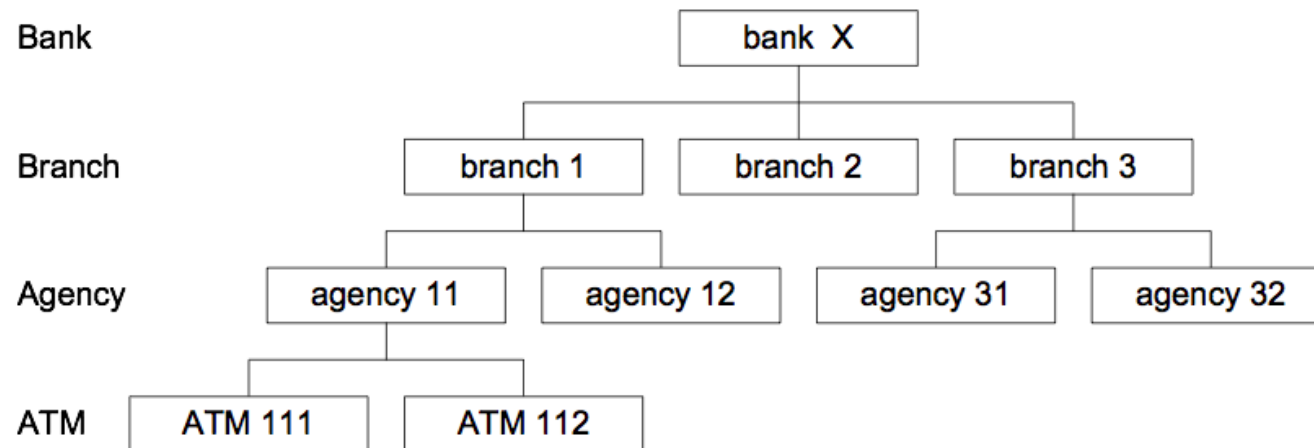 Bank bank X
Branch branch 1 branch 2 branch 3
Agency agency 11 agency 12 agency 31 agency 32
ATM ATM 111 ATM 112